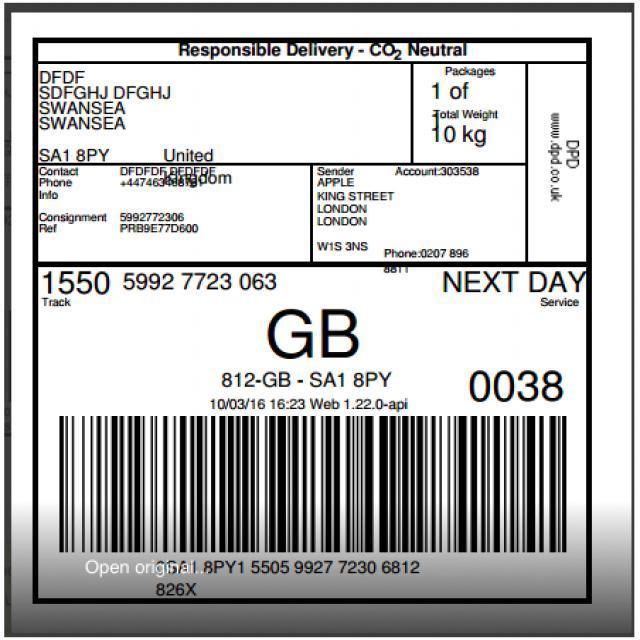 Responsible Delivery - CO₂ Neutral
DFDF
SDFGHJ DFGHJ
SWANSEA
SWANSEA
SA1 8PY United
Kingdom
Packages
1 of
1
Total Weight
10 kg
DPD
www.dpd.co.uk
Contact DFDFDF DFDFDF
Phone
Info
Consignment 5992772306
Ref PRB9E77D600
Sender Account:303538
APPLE
KING STREET
LONDON
LONDON
W1S 3NS
Phone:0207 896
8811
1550 5992 7723 063
Track
NEXT DAY
Service
GB
812-GB - SA1 8PY
0038
10/03/16 16:23 Web 1.22.0-api
Open original...
8PY1 5505 9927 7230 6812
826X